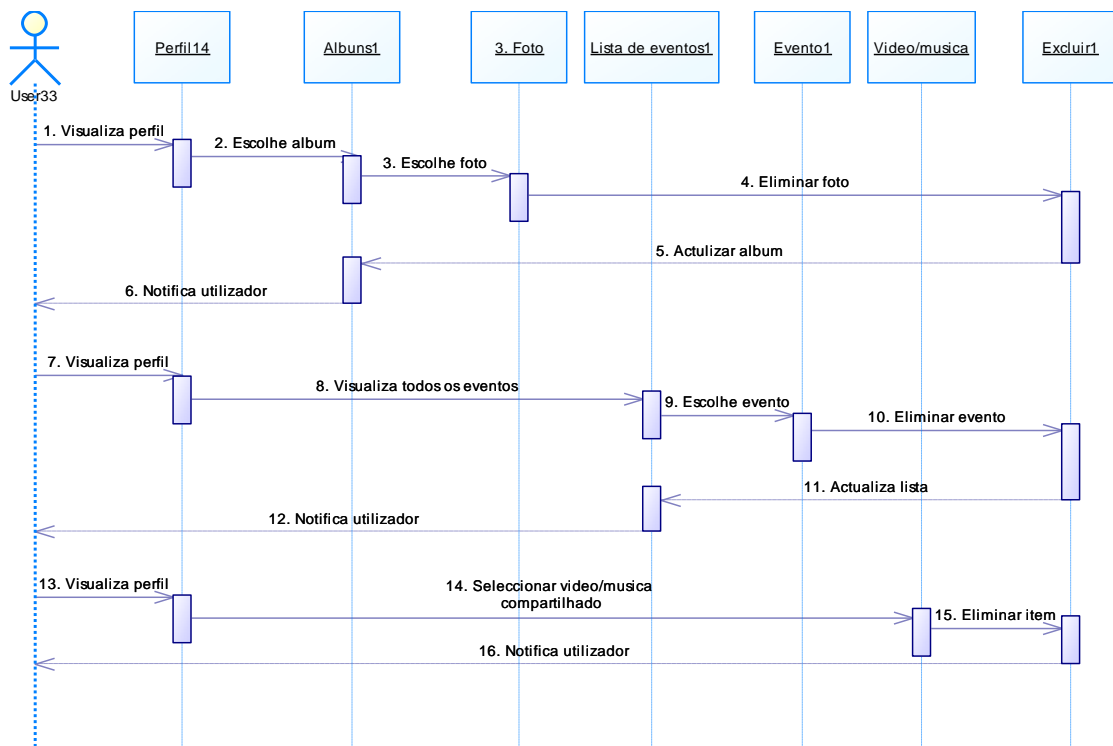 Perfil14
Albuns1
3. Foto
Lista de eventos1
Evento1
Video/musica
Excluir1
User33
1. Visualiza perfil
2. Escolhe album
3. Escolhe foto
4. Eliminar foto
5. Actulizar album
6. Notifica utilizador
7. Visualiza perfil
8. Visualiza todos os eventos
9. Escolhe evento
10. Eliminar evento
11. Actualiza lista
12. Notifica utilizador
13. Visualiza perfil
14. Seleccionar video/musica
compartilhado
15. Eliminar item
16. Notifica utilizador